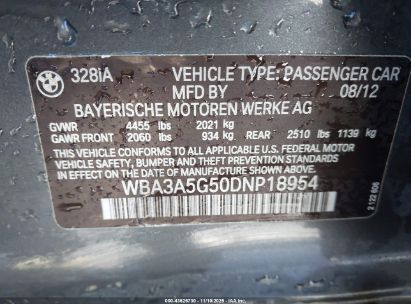 328iA VEHICLE TYPE: PASSENGER CAR
MFD BY 08/12
BAYERISCHE MOTOREN WERKE AG
GVWR 4455 lbs 2021 kg
GAWR FRONT 2060 lbs 934 kg REAR 2510 lbs 1139 kg
THIS VEHICLE CONFORMS TO ALL APPLICABLE U.S. FEDERAL MOTOR
VEHICLE SAFETY, BUMPER, AND THEFT PREVENTION STANDARDS
IN EFFECT ON THE DATE OF MANUFACTURE SHOWN ABOVE.
WBA3A5G50DNP18954